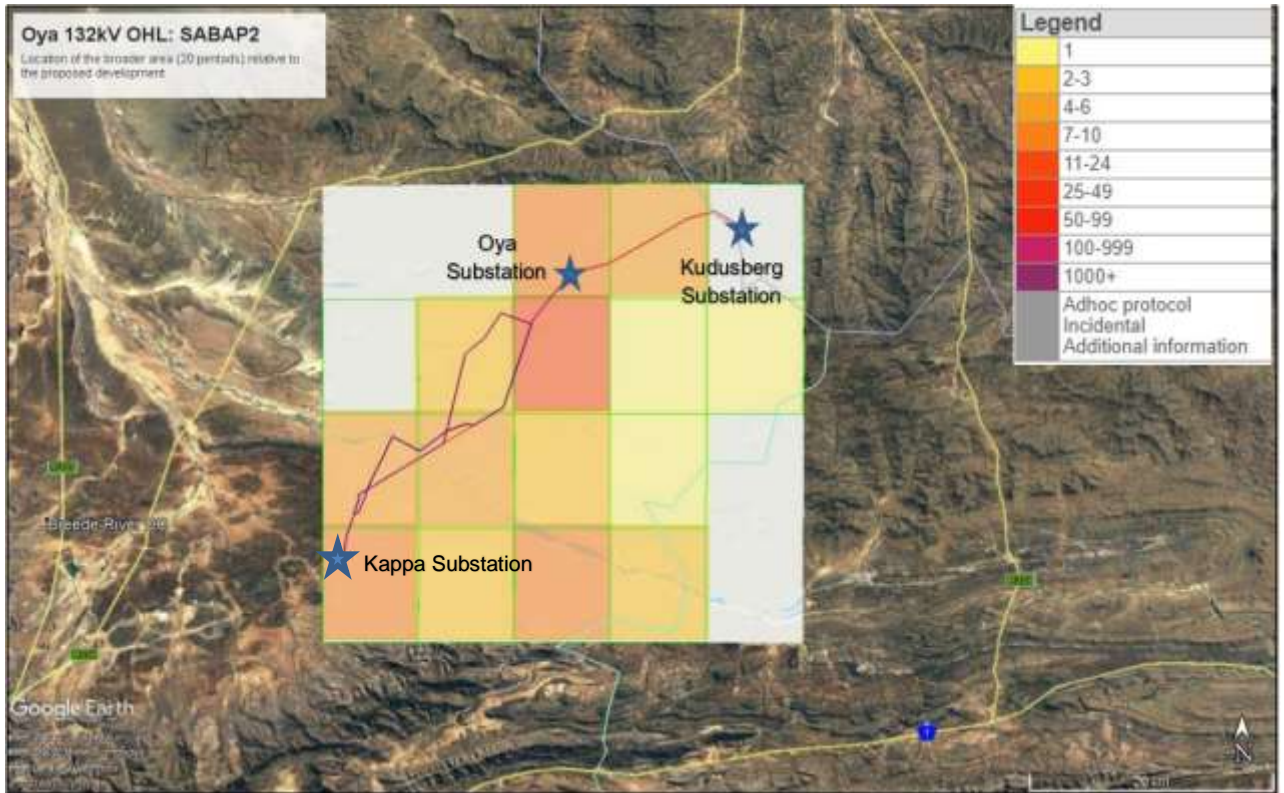 Oya 132kV OHL: SABAP2
Location of the broader area (20 pentads) relative to
the proposed development
Legend
1
2-3
4-6
7-10
11-24
25-49
50-99
100-999
1000+
Adhoc protocol
Incidental
Additional information
Oya
Substation
Kudusberg
Substation
Kappa Substation
Google Earth
N